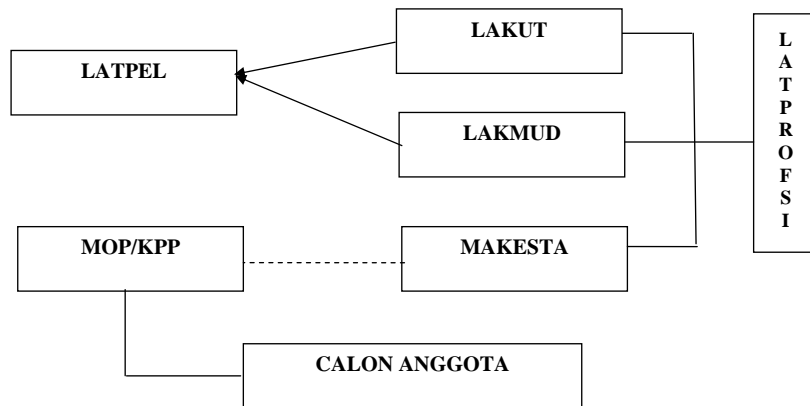 LAKUT
LATPEL
LAKMUD
L
A
T
P
R
O
F
S
I
MOP/KPP
MAKESTA
CALON ANGGOTA